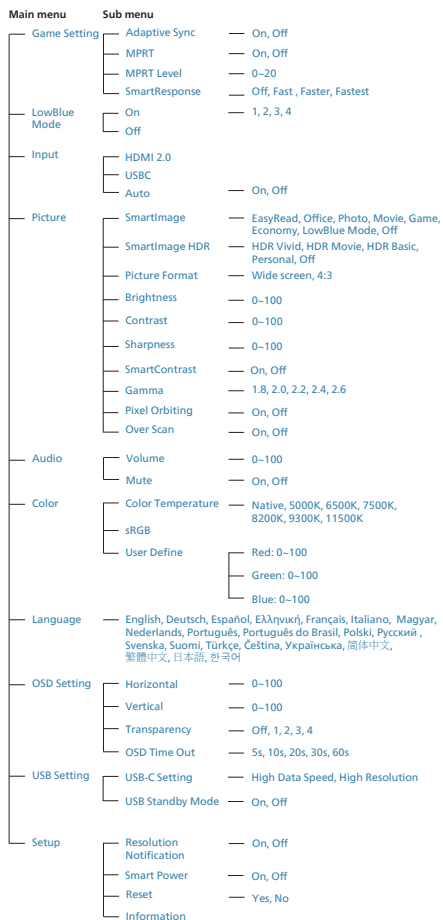 Main menu Sub menu
Game Setting Adaptive Sync On, Off
MPRT On, Off
MPRT Level 0~20
SmartResponse Off, Fast , Faster, Fastest
LowBlue On 1, 2, 3, 4
Mode
Off
Input HDMI 2.0
USBC
Auto On, Off
Picture SmartImage EasyRead, Office, Photo, Movie, Game,
Economy, LowBlue Mode, Off
SmartImage HDR HDR Vivid, HDR Movie, HDR Basic,
Personal, Off
Picture Format Wide screen, 4:3
Brightness 0~100
Contrast 0~100
Sharpness 0~100
SmartContrast On, Off
Gamma 1.8, 2.0, 2.2, 2.4, 2.6
Pixel Orbiting On, Off
Over Scan On, Off
Audio Volume 0~100
Mute On, Off
Color Color Temperature Native, 5000K, 6500K, 7500K,
8200K, 9300K, 11500K
sRGB
User Define Red: 0~100
Green: 0~100
Blue: 0~100
Language English, Deutsch, Español, Ελληνική, Français, Italiano, Magyar,
Nederlands, Português, Português do Brasil, Polski, Русский ,
Svenska, Suomi, Türkçe, Čeština, Українська, 简体中文,
繁體中文, 日本語, 한국어
OSD Setting Horizontal 0~100
Vertical 0~100
Transparency Off, 1, 2, 3, 4
OSD Time Out 5s, 10s, 20s, 30s, 60s
USB Setting USB-C Setting High Data Speed, High Resolution
USB Standby Mode On, Off
Setup Resolution On, Off
Notification
Smart Power On, Off
Reset Yes, No
Information